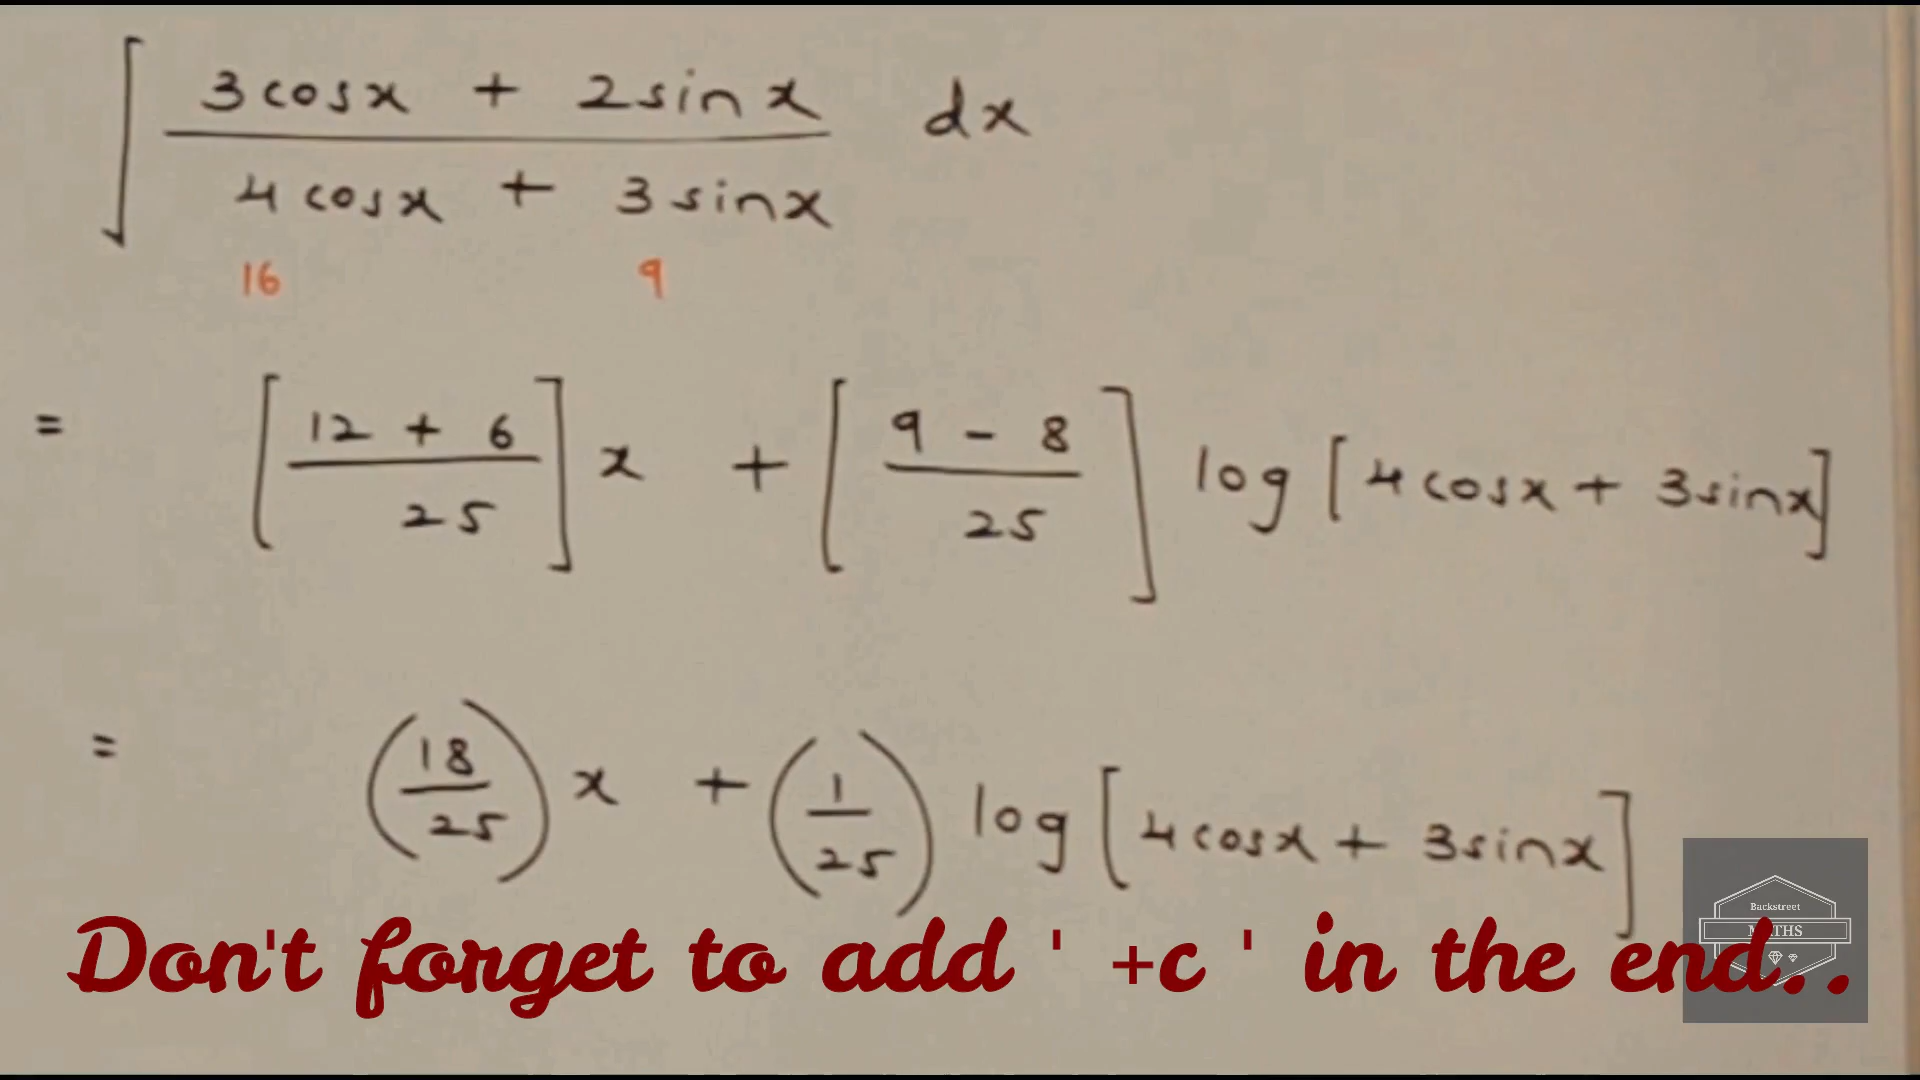 ∫ (3cosx + 2sinx) / (4cosx + 3sinx) dx
16 9
= [(12 + 6) / 25] x + [(9 - 8) / 25] log [4cosx + 3sinx]
= (18/25) x + (1/25) log [4cosx + 3sinx]
Backstreet
MATHS
Don't forget to add ' +c ' in the end..